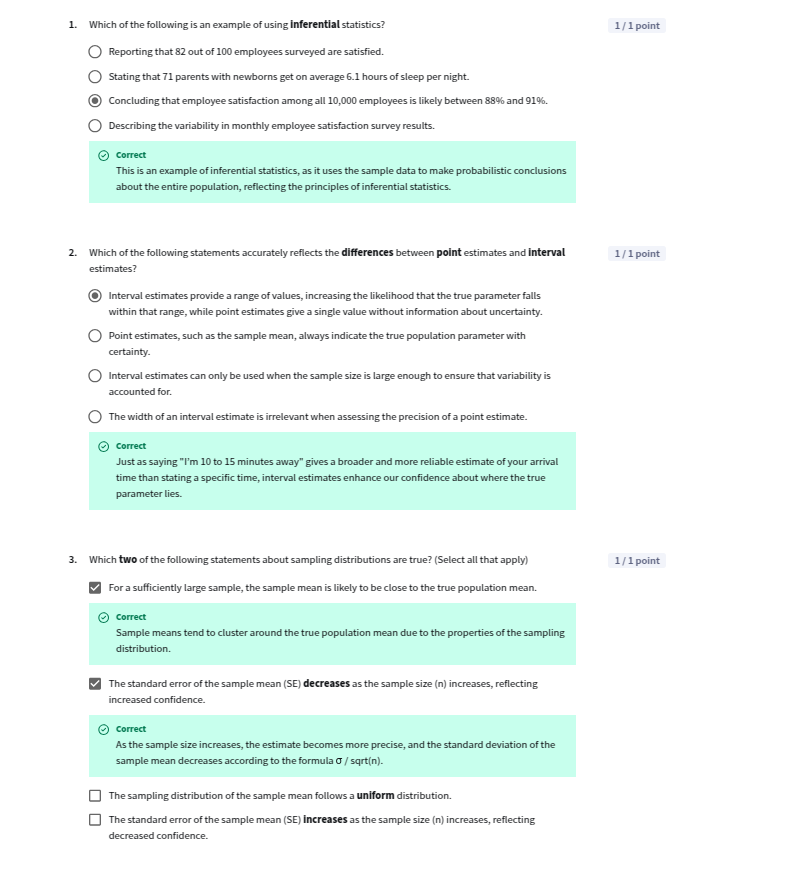 1. Which of the following is an example of using inferential statistics?
1 / 1 point
Reporting that 82 out of 100 employees surveyed are satisfied.
Stating that 71 parents with newborns get on average 6.1 hours of sleep per night.
Concluding that employee satisfaction among all 10,000 employees is likely between 88% and 91%.
Describing the variability in monthly employee satisfaction survey results.
Correct
This is an example of inferential statistics, as it uses the sample data to make probabilistic conclusions
about the entire population, reflecting the principles of inferential statistics.
2. Which of the following statements accurately reflects the differences between point estimates and interval
estimates?
1 / 1 point
Interval estimates provide a range of values, increasing the likelihood that the true parameter falls
within that range, while point estimates give a single value without information about uncertainty.
Point estimates, such as the sample mean, always indicate the true population parameter with
certainty.
Interval estimates can only be used when the sample size is large enough to ensure that variability is
accounted for.
The width of an interval estimate is irrelevant when assessing the precision of a point estimate.
Correct
Just as saying "I'm 10 to 15 minutes away" gives a broader and more reliable estimate of your arrival
time than stating a specific time, interval estimates enhance our confidence about where the true
parameter lies.
3. Which two of the following statements about sampling distributions are true? (Select all that apply)
1 / 1 point
For a sufficiently large sample, the sample mean is likely to be close to the true population mean.
Correct
Sample means tend to cluster around the true population mean due to the properties of the sampling
distribution.
The standard error of the sample mean (SE) decreases as the sample size (n) increases, reflecting
increased confidence.
Correct
As the sample size increases, the estimate becomes more precise, and the standard deviation of the
sample mean decreases according to the formula σ / sqrt(n).
The sampling distribution of the sample mean follows a uniform distribution.
The standard error of the sample mean (SE) increases as the sample size (n) increases, reflecting
decreased confidence.